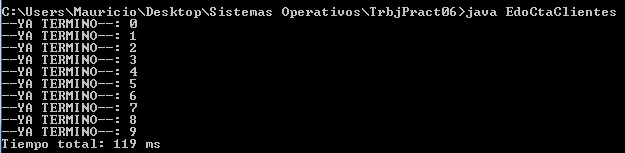 C:\Users\Mauricio\Desktop\Sistemas Operativos\TrbjPract06>java EdoCtaClientes
--YA TERMINO--: 0
--YA TERMINO--: 1
--YA TERMINO--: 2
--YA TERMINO--: 3
--YA TERMINO--: 4
--YA TERMINO--: 5
--YA TERMINO--: 6
--YA TERMINO--: 7
--YA TERMINO--: 8
--YA TERMINO--: 9
Tiempo total: 119 ms